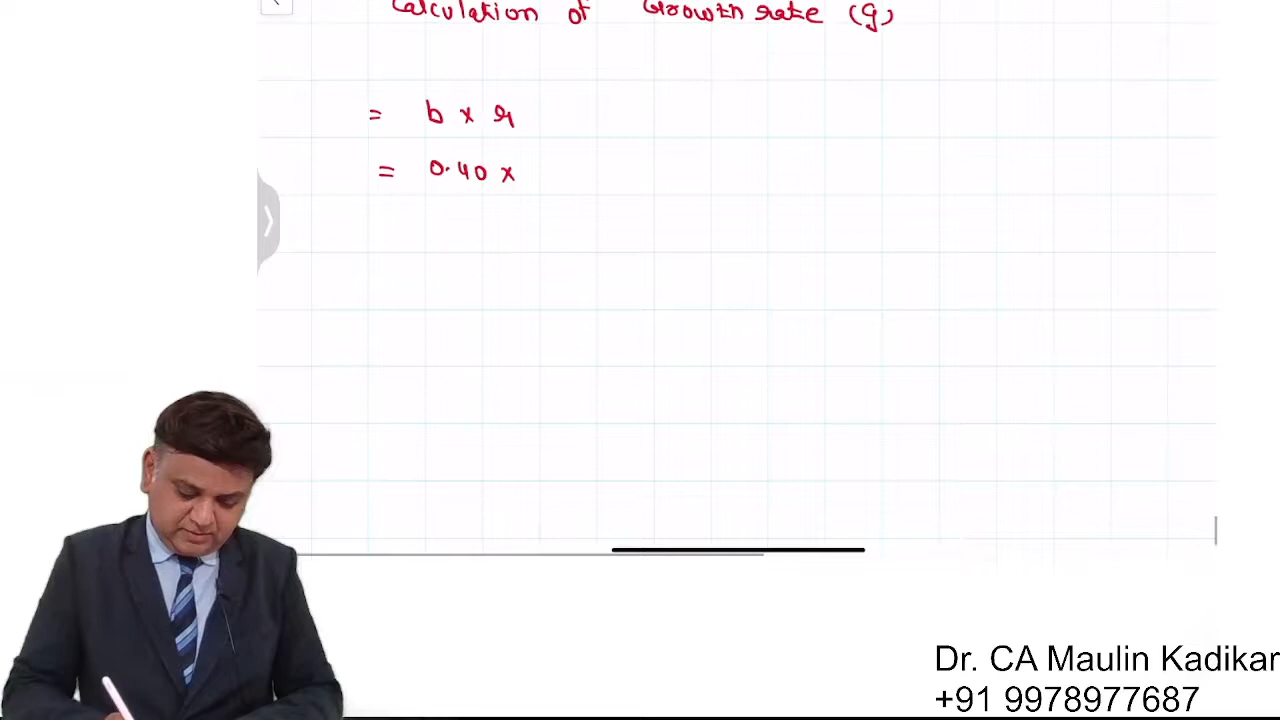 Calculation of Growth rate (g)
= b x r
= 0.40 x
Dr. CA Maulin Kadikar
+91 9978977687